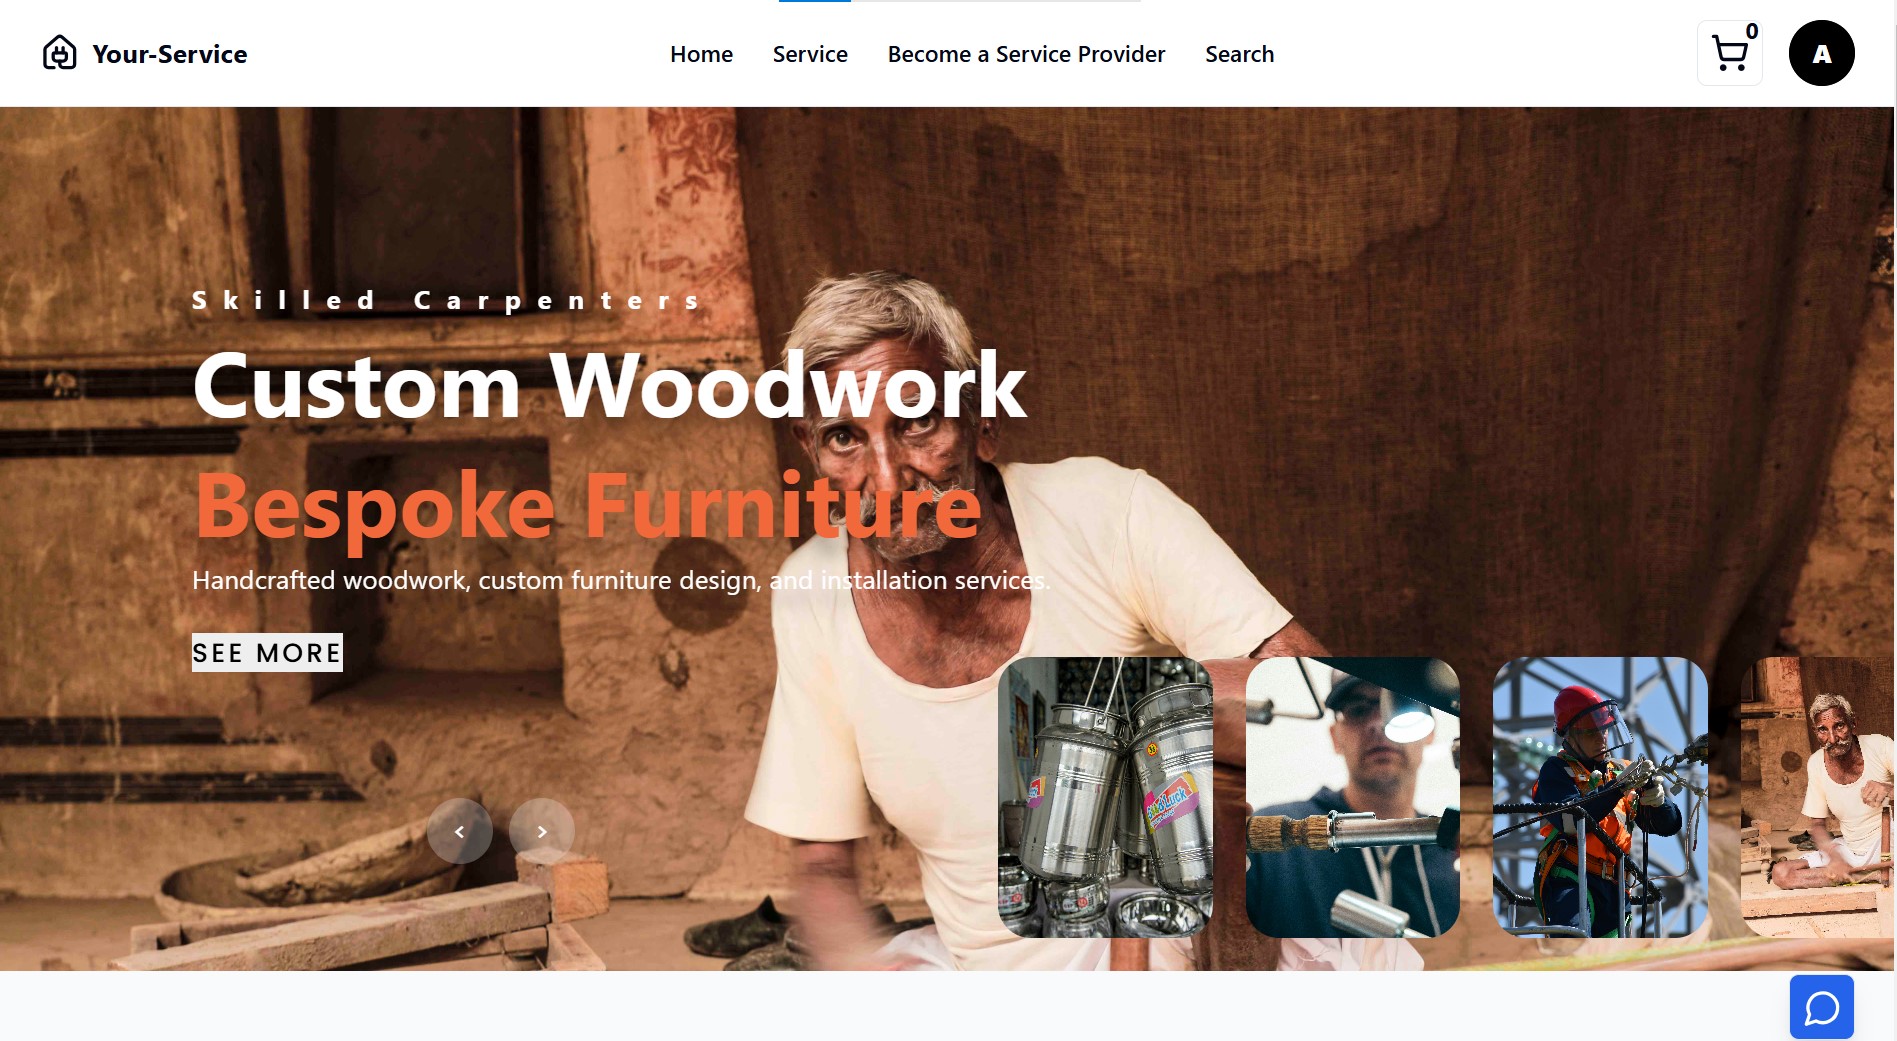 Your-Service
Home
Service
Become a Service Provider
Search
0
A
Skilled Carpenters
Custom Woodwork
Bespoke Furniture
Handcrafted woodwork, custom furniture design, and installation services.
SEE MORE
<
>